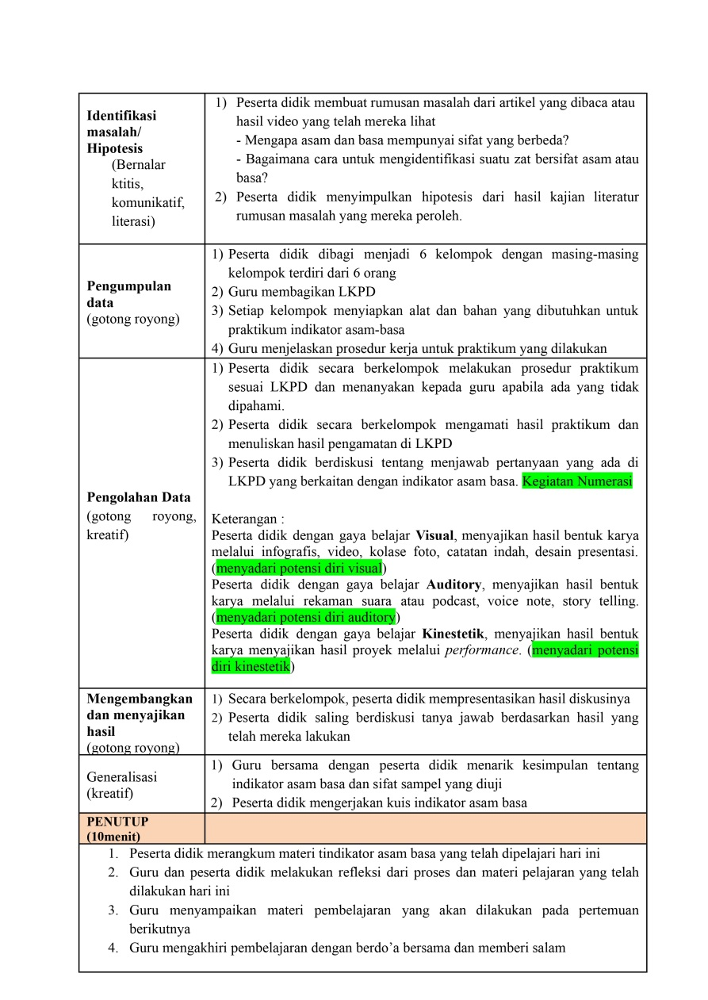 Identifikasi
masalah/
Hipotesis
(Bernalar
ktitis,
komunikatif,
literasi)
1) Peserta didik membuat rumusan masalah dari artikel yang dibaca atau
hasil video yang telah mereka lihat
- Mengapa asam dan basa mempunyai sifat yang berbeda?
- Bagaimana cara untuk mengidentifikasi suatu zat bersifat asam atau
basa?
2) Peserta didik menyimpulkan hipotesis dari hasil kajian literatur
rumusan masalah yang mereka peroleh.
Pengumpulan
data
(gotong royong)
1) Peserta didik dibagi menjadi 6 kelompok dengan masing-masing
kelompok terdiri dari 6 orang
2) Guru membagikan LKPD
3) Setiap kelompok menyiapkan alat dan bahan yang dibutuhkan untuk
praktikum indikator asam-basa
4) Guru menjelaskan prosedur kerja untuk praktikum yang dilakukan
Pengolahan Data
(gotong royong,
kreatif)
1) Peserta didik secara berkelompok melakukan prosedur praktikum
sesuai LKPD dan menanyakan kepada guru apabila ada yang tidak
dipahami.
2) Peserta didik secara berkelompok mengamati hasil praktikum dan
menuliskan hasil pengamatan di LKPD
3) Peserta didik berdiskusi tentang menjawab pertanyaan yang ada di
LKPD yang berkaitan dengan indikator asam basa. Kegiatan Numerasi
Keterangan :
Peserta didik dengan gaya belajar Visual, menyajikan hasil bentuk karya
melalui infografis, video, kolase foto, catatan indah, desain presentasi.
(menyadari potensi diri visual)
Peserta didik dengan gaya belajar Auditory, menyajikan hasil bentuk
karya melalui rekaman suara atau podcast, voice note, story telling.
(menyadari potensi diri auditory)
Peserta didik dengan gaya belajar Kinestetik, menyajikan hasil bentuk
karya menyajikan hasil proyek melalui performance. (menyadari potensi
diri kinestetik)
Mengembangkan
dan menyajikan
hasil
(gotong royong)
1) Secara berkelompok, peserta didik mempresentasikan hasil diskusinya
2) Peserta didik saling berdiskusi tanya jawab berdasarkan hasil yang
telah mereka lakukan
Generalisasi
(kreatif)
1) Guru bersama dengan peserta didik menarik kesimpulan tentang
indikator asam basa dan sifat sampel yang diuji
2) Peserta didik mengerjakan kuis indikator asam basa
PENUTUP
(10menit)
1. Peserta didik merangkum materi tindikator asam basa yang telah dipelajari hari ini
2. Guru dan peserta didik melakukan refleksi dari proses dan materi pelajaran yang telah
dilakukan hari ini
3. Guru menyampaikan materi pembelajaran yang akan dilakukan pada pertemuan
berikutnya
4. Guru mengakhiri pembelajaran dengan berdo’a bersama dan memberi salam